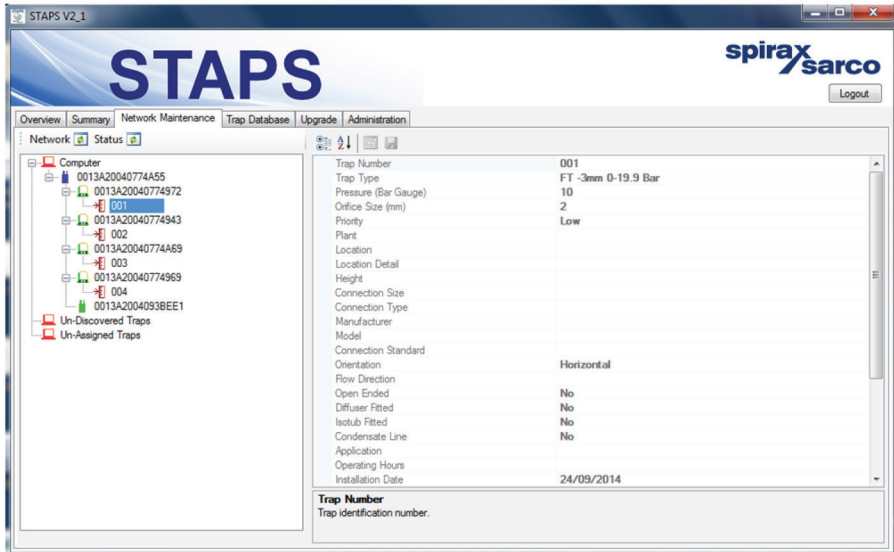 STAPS V2_1
STAPS
spirax
sarco
Logout
Overview Summary Network Maintenance Trap Database Upgrade Administration
Network Status
Computer
0013A20040774A55
0013A20040774972
001
0013A20040774943
002
0013A20040774A69
003
0013A20040774969
004
0013A2004093BEE1
Un-Discovered Traps
Un-Assigned Traps
Trap Number 001
Trap Type FT -3mm 0-19.9 Bar
Pressure (Bar Gauge) 10
Orifice Size (mm) 2
Priority Low
Plant
Location
Location Detail
Height
Connection Size
Connection Type
Manufacturer
Model
Connection Standard
Orientation Horizontal
Flow Direction
Open Ended No
Diffuser Fitted No
Isotub Fitted No
Condensate Line No
Application
Operating Hours
Installation Date 24/09/2014
Trap Number
Trap identification number.